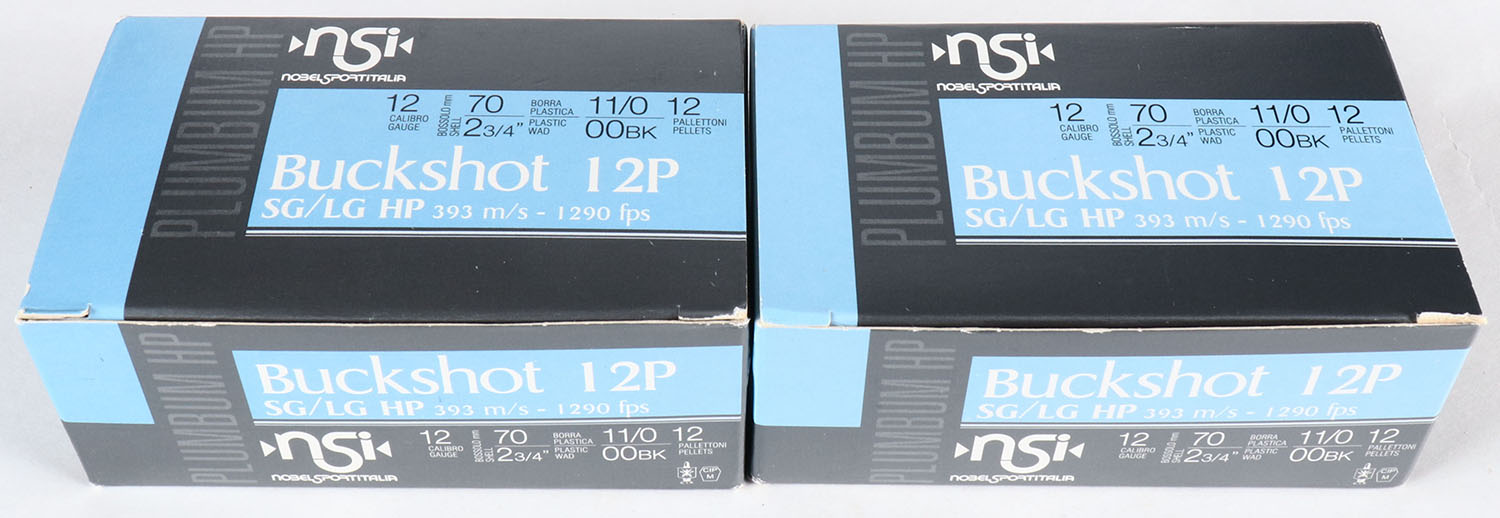 PLUMBUM HP
nsi
NOBELSPORTITALIA
12 CALIBRO GAUGE
BOSSOLO mm SHELL
70
2 3/4"
BORRA PLASTICA
PLASTIC WAD
11/0
00BK
12 PALLETTONI PELLETS
Buckshot 12P
SG/LG HP 393 m/s - 1290 fps
PLUMBUM HP
Buckshot 12P
SG/LG HP 393 m/s - 1290 fps
nsi
NOBELSPORTITALIA
12 CALIBRO GAUGE
BOSSOLO mm SHELL
70
2 3/4"
BORRA PLASTICA
PLASTIC WAD
11/0
00BK
12 PALLETTONI PELLETS
CIP
M
PLUMBUM HP
nsi
NOBELSPORTITALIA
12 CALIBRO GAUGE
BOSSOLO mm SHELL
70
2 3/4"
BORRA PLASTICA
PLASTIC WAD
11/0
00BK
12 PALLETTONI PELLETS
Buckshot 12P
SG/LG HP 393 m/s - 1290 fps
PLUMBUM HP
Buckshot 12P
SG/LG HP 393 m/s - 1290 fps
nsi
NOBELSPORTITALIA
12 CALIBRO GAUGE
BOSSOLO mm SHELL
70
2 3/4"
BORRA PLASTICA
PLASTIC WAD
11/0
00BK
12 PALLETTONI PELLETS
CIP
M